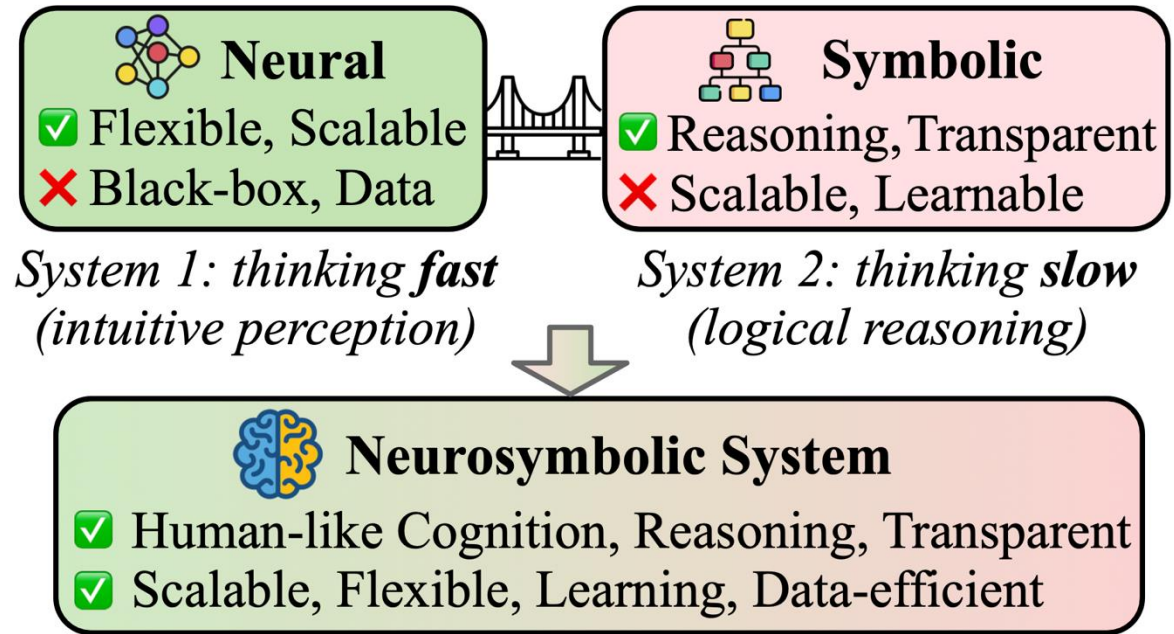 Neural
✅ Flexible, Scalable
❌ Black-box, Data
System 1: thinking fast
(intuitive perception)
Symbolic
✅ Reasoning, Transparent
❌ Scalable, Learnable
System 2: thinking slow
(logical reasoning)
Neurosymbolic System
✅ Human-like Cognition, Reasoning, Transparent
✅ Scalable, Flexible, Learning, Data-efficient